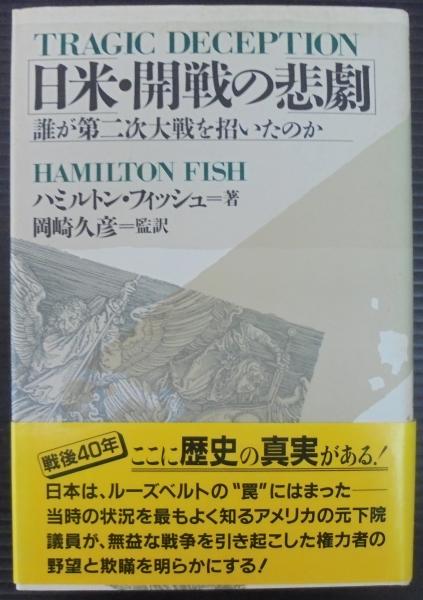 TRAGIC DECEPTION
日米・開戦の悲劇
誰が第二次大戦を招いたのか
HAMILTON FISH
ハミルトン・フィッシュ=著
岡崎久彦=監訳
戦後40年
ここに歴史の真実がある!
日本は、ルーズベルトの“罠”にはまった──
当時の状況を最もよく知るアメリカの元下院
議員が、無益な戦争を引き起こした権力者の
野望と欺瞞を明らかにする!